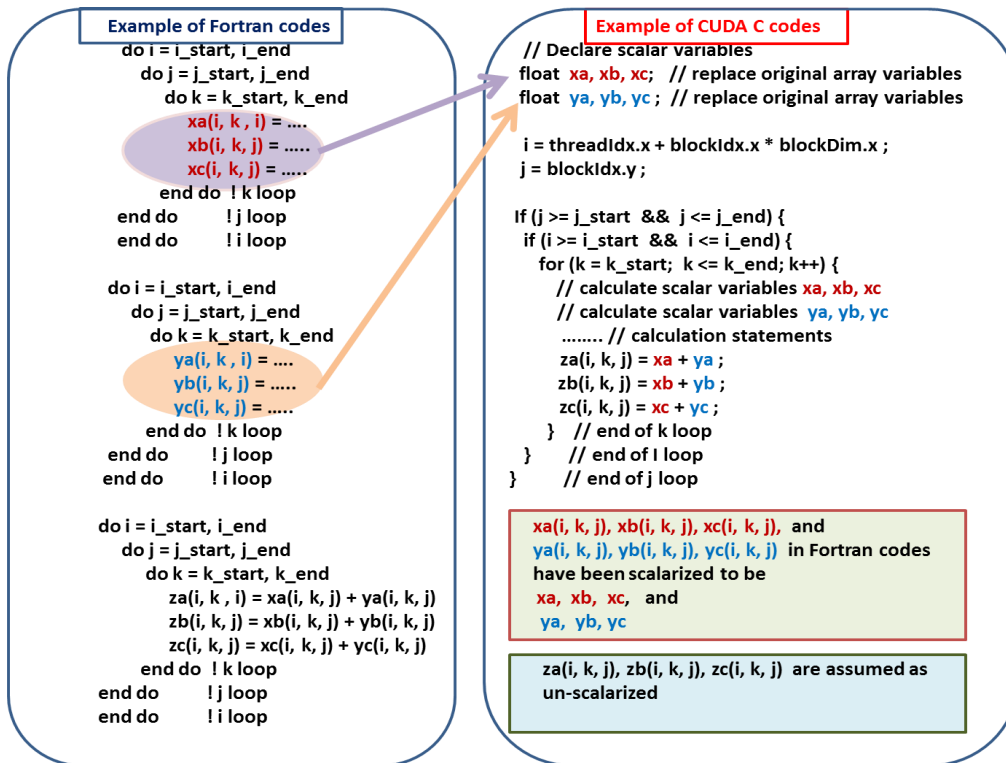 Example of Fortran codes
do i = i_start, i_end
do j = j_start, j_end
do k = k_start, k_end
xa(i, k , i) = ....
xb(i, k, j) = .....
xc(i, k, j) = .....
end do ! k loop
end do ! j loop
end do ! i loop
do i = i_start, i_end
do j = j_start, j_end
do k = k_start, k_end
ya(i, k , i) = ....
yb(i, k, j) = .....
yc(i, k, j) = .....
end do ! k loop
end do ! j loop
end do ! i loop
do i = i_start, i_end
do j = j_start, j_end
do k = k_start, k_end
za(i, k , i) = xa(i, k, j) + ya(i, k, j)
zb(i, k, j) = xb(i, k, j) + yb(i, k, j)
zc(i, k, j) = xc(i, k, j) + yc(i, k, j)
end do ! k loop
end do ! j loop
end do ! i loop
Example of CUDA C codes
// Declare scalar variables
float xa, xb, xc; // replace original array variables
float ya, yb, yc ; // replace original array variables
i = threadIdx.x + blockIdx.x * blockDim.x ;
j = blockIdx.y ;
If (j >= j_start && j <= j_end) {
if (i >= i_start && i <= i_end) {
for (k = k_start; k <= k_end; k++) {
// calculate scalar variables xa, xb, xc
// calculate scalar variables ya, yb, yc
........ // calculation statements
za(i, k, j) = xa + ya ;
zb(i, k, j) = xb + yb ;
zc(i, k, j) = xc + yc ;
} // end of k loop
} // end of I loop
} // end of j loop
xa(i, k, j), xb(i, k, j), xc(i, k, j), and
ya(i, k, j), yb(i, k, j), yc(i, k, j) in Fortran codes
have been scalarized to be
xa, xb, xc, and
ya, yb, yc
za(i, k, j), zb(i, k, j), zc(i, k, j) are assumed as
un-scalarized